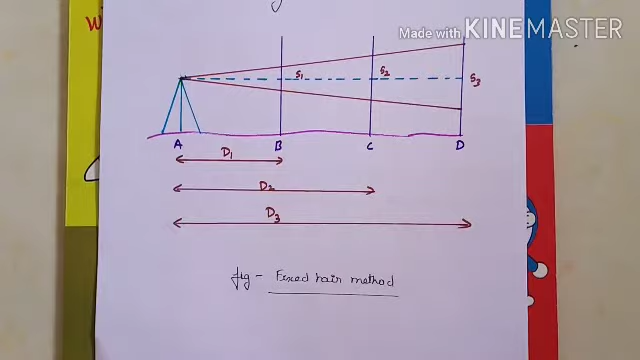 Made with KINEMASTER
S1
S2
S3
A
B
C
D
D1
D2
D3
fig - Fixed hair method